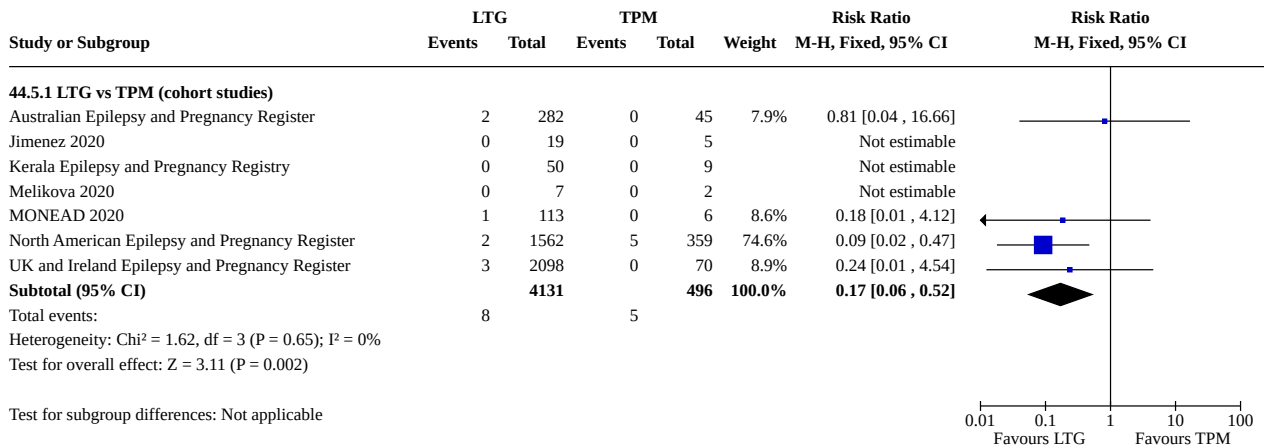 LTG TPM Risk Ratio Risk Ratio
Study or Subgroup Events Total Events Total Weight M-H, Fixed, 95% CI M-H, Fixed, 95% CI
44.5.1 LTG vs TPM (cohort studies)
Australian Epilepsy and Pregnancy Register 2 282 0 45 7.9% 0.81 [0.04 , 16.66]
Jimenez 2020 0 19 0 5 Not estimable
Kerala Epilepsy and Pregnancy Registry 0 50 0 9 Not estimable
Melikova 2020 0 7 0 2 Not estimable
MONEAD 2020 1 113 0 6 8.6% 0.18 [0.01 , 4.12]
North American Epilepsy and Pregnancy Register 2 1562 5 359 74.6% 0.09 [0.02 , 0.47]
UK and Ireland Epilepsy and Pregnancy Register 3 2098 0 70 8.9% 0.24 [0.01 , 4.54]
Subtotal (95% CI) 4131 496 100.0% 0.17 [0.06 , 0.52]
Total events: 8 5
Heterogeneity: Chi² = 1.62, df = 3 (P = 0.65); I² = 0%
Test for overall effect: Z = 3.11 (P = 0.002)
Test for subgroup differences: Not applicable
0.01 0.1 1 10 100
Favours LTG Favours TPM